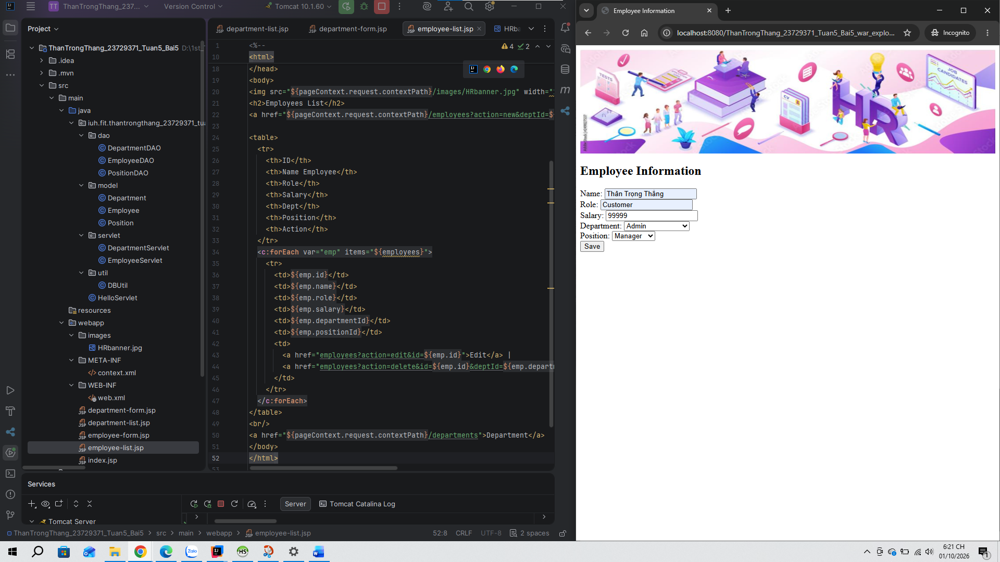 TT ThanTrongThang_237... Version Control Tomcat 10.1.60
Project
ThanTrongThang_23729371_Tuan5_Bai5 D:\1st_
.idea
.mvn
src
main
java
iuh.fit.thantrongthang_23729371_tu
dao
DepartmentDAO
EmployeeDAO
PositionDAO
model
Department
Employee
Position
servlet
DepartmentServlet
EmployeeServlet
util
DBUtil
HelloServlet
resources
webapp
images
HRbanner.jpg
META-INF
context.xml
WEB-INF
web.xml
department-form.jsp
department-list.jsp
employee-form.jsp
employee-list.jsp
index.jsp
department-list.jsp department-form.jsp employee-list.jsp HRba
4 2
1 <%--
10 <html>
18 </head>
19 <body>
20 <img src="${pageContext.request.contextPath}/images/HRbanner.jpg" width="
21 <h2>Employees List</h2>
22 <a href="${pageContext.request.contextPath}/employees?action=new&deptId=$
23
24 <table>
25 <tr>
26 <th>ID</th>
27 <th>Name Employee</th>
28 <th>Role</th>
29 <th>Salary</th>
30 <th>Dept</th>
31 <th>Position</th>
32 <th>Action</th>
33 </tr>
34 <c:forEach var="emp" items="${employees}">
35 <tr>
36 <td>${emp.id}</td>
37 <td>${emp.name}</td>
38 <td>${emp.role}</td>
39 <td>${emp.salary}</td>
40 <td>${emp.departmentId}</td>
41 <td>${emp.positionId}</td>
42 <td>
43 <a href="employees?action=edit&id=${emp.id}">Edit</a> |
44 <a href="employees?action=delete&id=${emp.id}&deptId=${emp.depart
45 </td>
46 </tr>
47 </c:forEach>
48 </table>
49 <br/>
50 <a href="${pageContext.request.contextPath}/departments">Department</a>
51 </body>
52 </html>
53
Services
Server Tomcat Catalina Log
Tomcat Server
ThanTrongThang_23729371_Tuan5_Bai5 > src > main > webapp > employee-list.jsp 52:8 CRLF UTF-8 2 spaces
Employee Information
localhost:8080/ThanTrongThang_23729371_Tuan5_Bai5_war_explo... Incognito
TESTS
CV
HR
JOB
CANDIDATES
Adobe Stock
Employee Information
Name: Thân Trọng Thắng
Role: Customer
Salary: 99999
Department: Admin
Position: Manager
Save
Zalo
HS
6:21 CH
01/10/2026
1